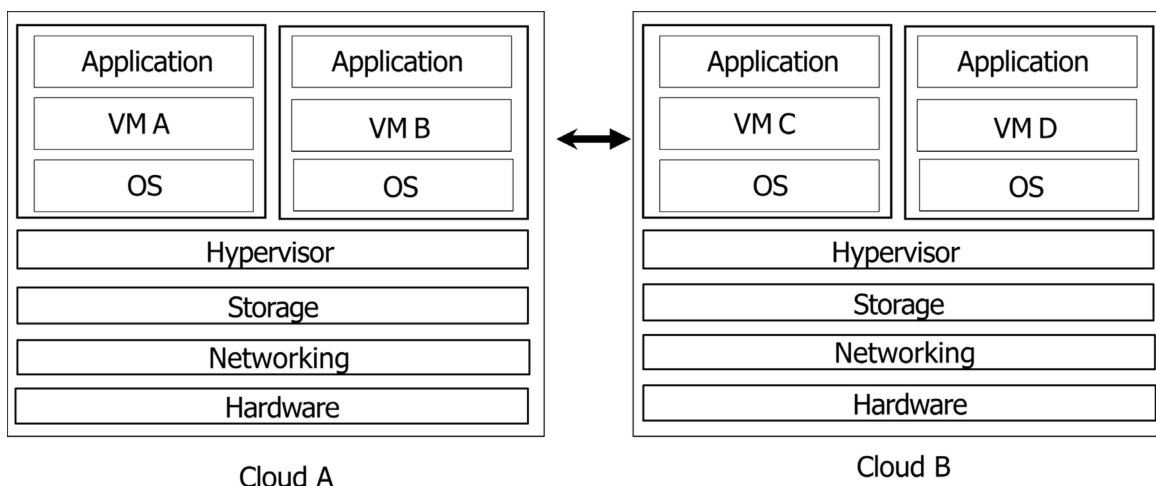 Application
VM A
OS
Application
VM B
OS
Hypervisor
Storage
Networking
Hardware
Cloud A
Application
VM C
OS
Application
VM D
OS
Hypervisor
Storage
Networking
Hardware
Cloud B